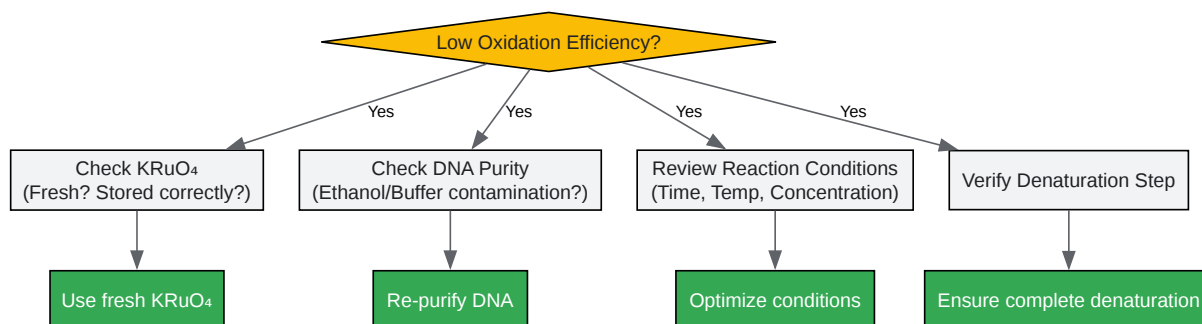 Low Oxidation Efficiency?
Yes
Yes
Yes
Yes
Check KRuO₄
(Fresh? Stored correctly?)
Check DNA Purity
(Ethanol/Buffer contamination?)
Review Reaction Conditions
(Time, Temp, Concentration)
Verify Denaturation Step
Use fresh KRuO₄
Re-purify DNA
Optimize conditions
Ensure complete denaturation